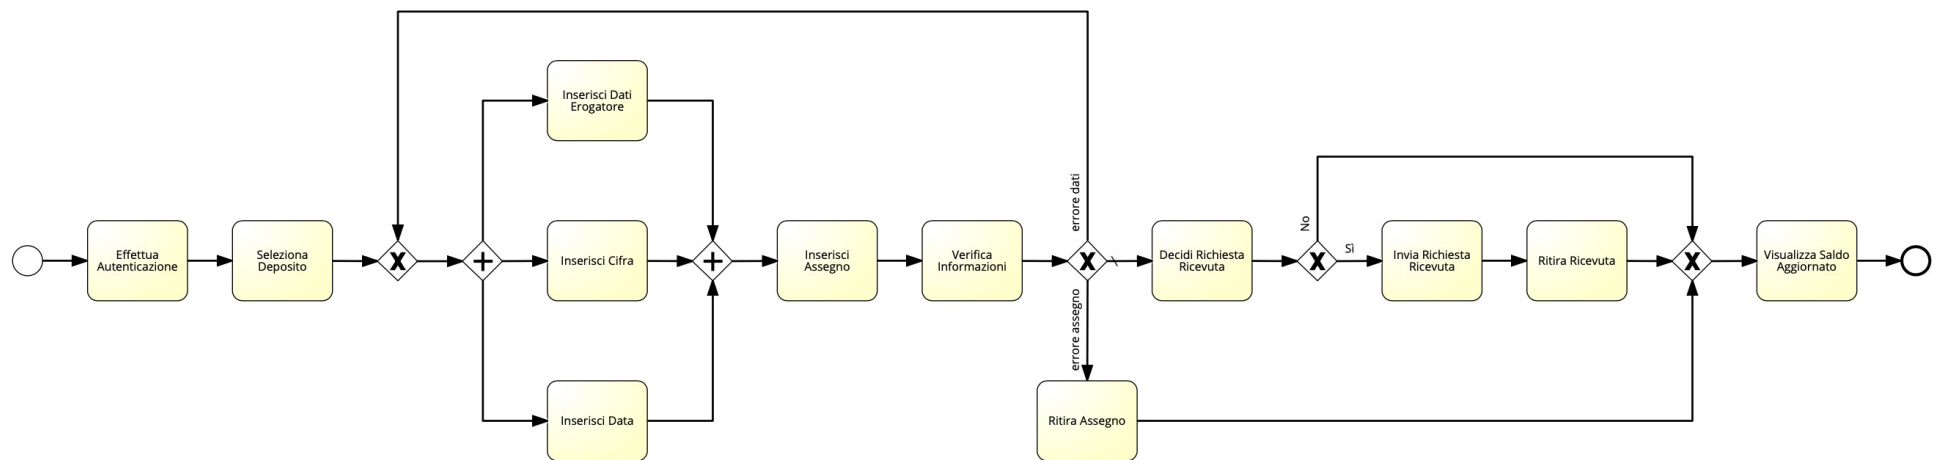 Effettua
Autenticazione
Seleziona
Deposito
X
+
Inserisci Dati
Erogatore
Inserisci Cifra
Inserisci Data
+
Inserisci
Assegno
Verifica
Informazioni
X
errore dati
errore assegno
Ritira Assegno
Decidi Richiesta
Ricevuta
X
No
Sì
Invia Richiesta
Ricevuta
Ritira Ricevuta
X
Visualizza Saldo
Aggiornato